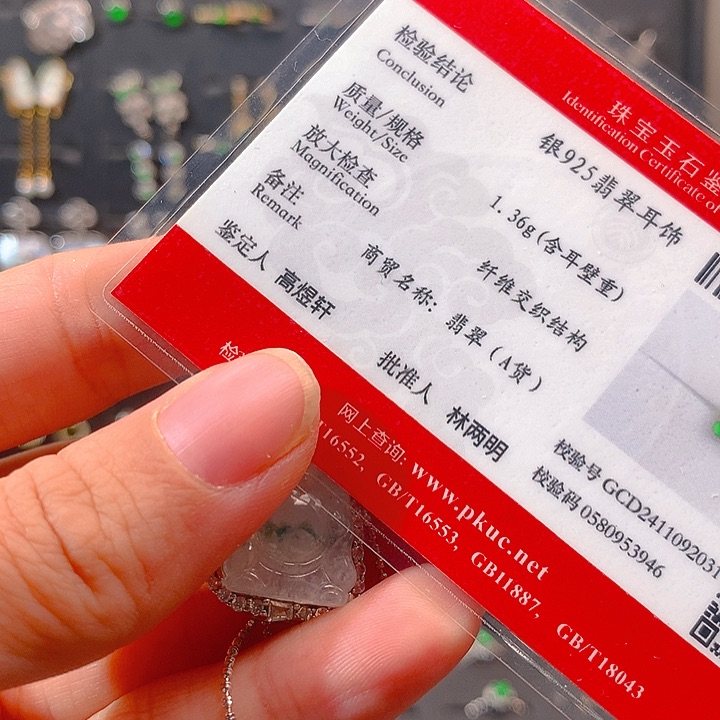 珠宝玉石鉴
Identification Certificate of
检验结论
Conclusion
银925翡翠耳饰
质量/规格
Weight/Size
1.36g(含耳壁重)
放大检查
Magnification
纤维交织结构
备注
Remark
商贸名称: 翡翠（A货）
鉴定人 高煜轩
批准人 林两明
校验号 GCD2411092031
校验码 0580953946
检
网上查询: www.pkuc.net
T16552, GB/T16553, GB11887, GB/T18043